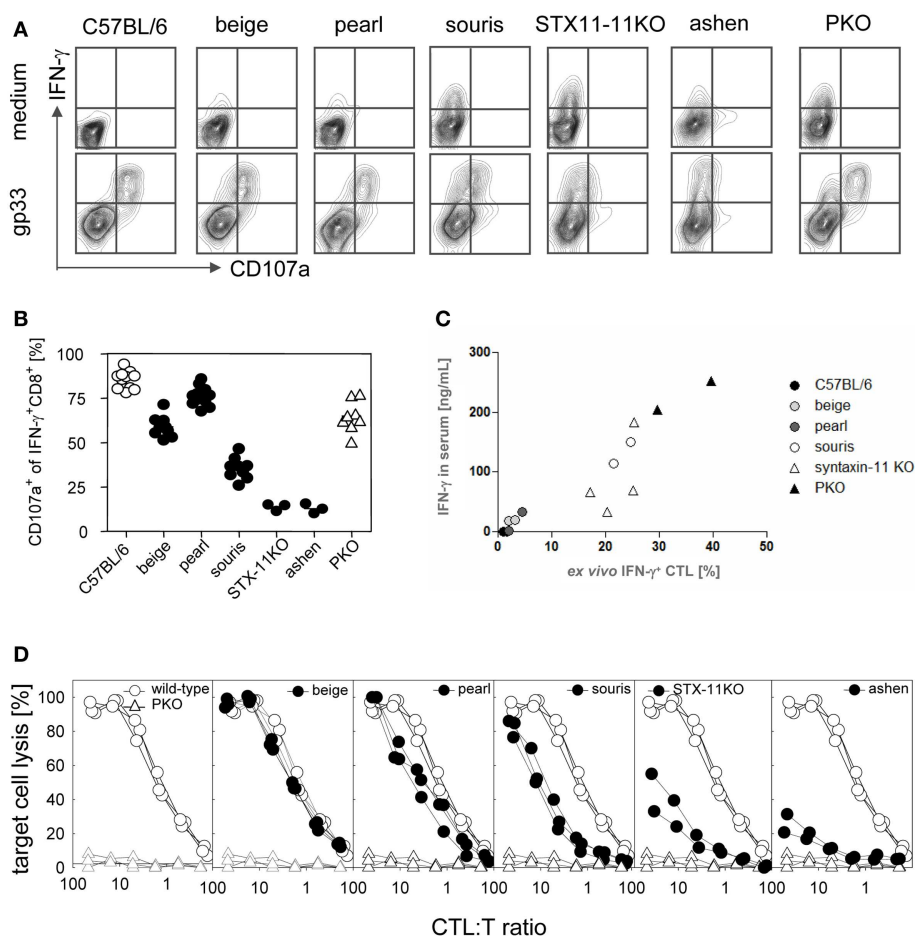 A
C57BL/6 beige pearl souris STX11-11KO ashen PKO
IFN-γ
medium
gp33
CD107a
B
CD107a⁺ of IFN-γ⁺CD8⁺ [%]
100
75
50
25
0
C57BL/6 beige pearl souris STX-11KO ashen PKO
C
IFN-γ in serum [ng/mL]
300
200
100
0
0 10 20 30 40 50
ex vivo IFN-γ⁺ CTL [%]
C57BL/6
beige
pearl
souris
syntaxin-11 KO
PKO
D
target cell lysis [%]
100
80
60
40
20
0
wild-type
PKO
beige
pearl
souris
STX-11KO
ashen
100 10 1 100 10 1 100 10 1 100 10 1 100 10 1 100 10 1
CTL:T ratio